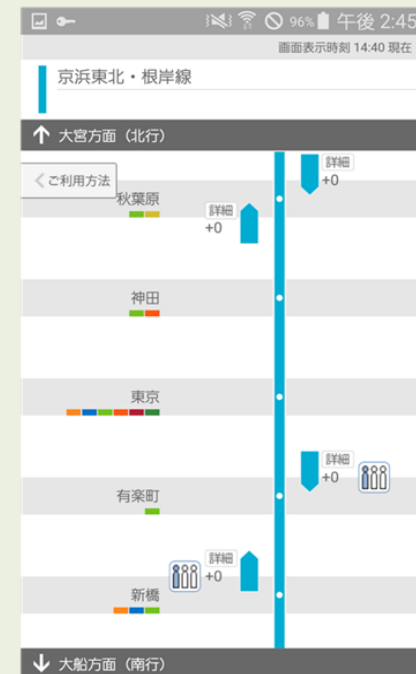 96% 午後 2:45
画面表示時刻 14:40 現在
京浜東北・根岸線
↑ 大宮方面（北行）
詳細
+0
ご利用方法
秋葉原
詳細
+0
神田
東京
詳細
+0
有楽町
詳細
+0
新橋
↓ 大船方面（南行）